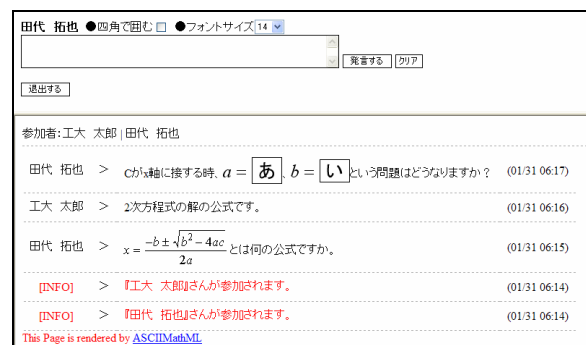 田代 拓也 ●四角で囲む □ ●フォントサイズ 14
発言する クリア
退出する
参加者:工大 太郎 | 田代 拓也
田代 拓也 > Cがx軸に接する時、a = あ 、b = い という問題はどうなりますか? (01/31 06:17)
工大 太郎 > 2次方程式の解の公式です。 (01/31 06:16)
田代 拓也 > x = \frac{-b ± \sqrt{b^2 - 4ac}}{2a} とは何の公式ですか。 (01/31 06:15)
[INFO] > 『工大 太郎』さんが参加されます。 (01/31 06:14)
[INFO] > 『田代 拓也』さんが参加されます。 (01/31 06:14)
This Page is rendered by ASCIIMathML